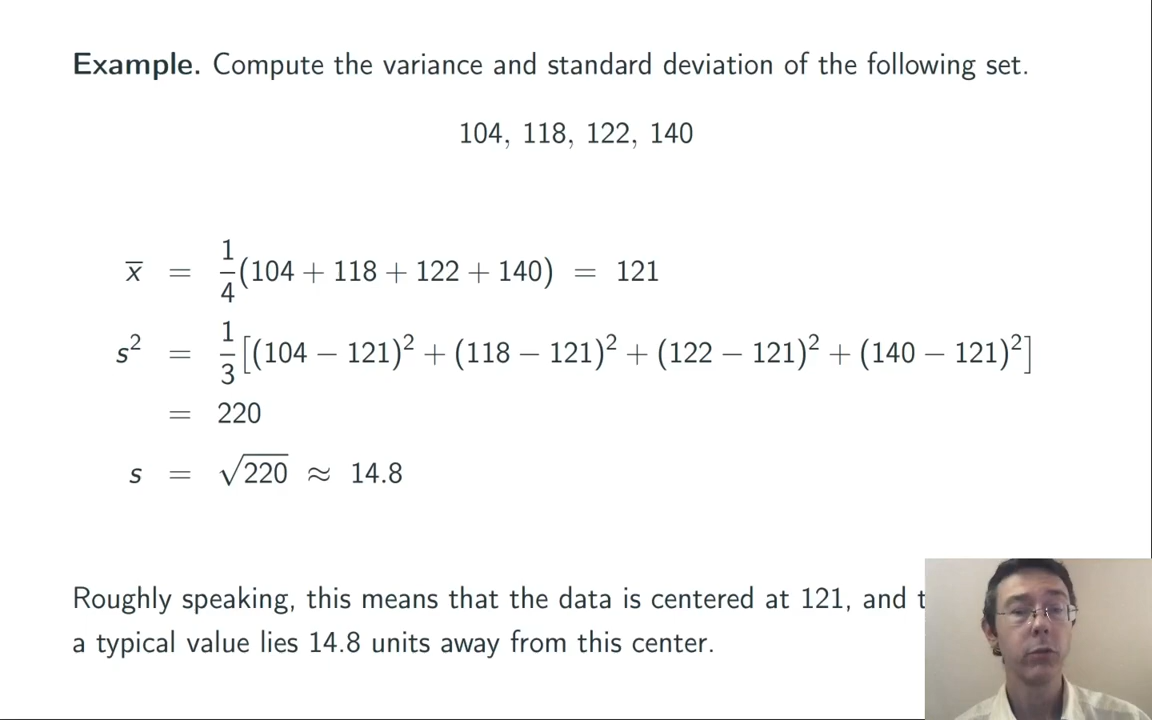 Example. Compute the variance and standard deviation of the following set.
104, 118, 122, 140
x̅ = 1/4(104 + 118 + 122 + 140) = 121
s² = 1/3[(104 − 121)² + (118 − 121)² + (122 − 121)² + (140 − 121)²]
= 220
s = √220 ≈ 14.8
Roughly speaking, this means that the data is centered at 121, and
a typical value lies 14.8 units away from this center.